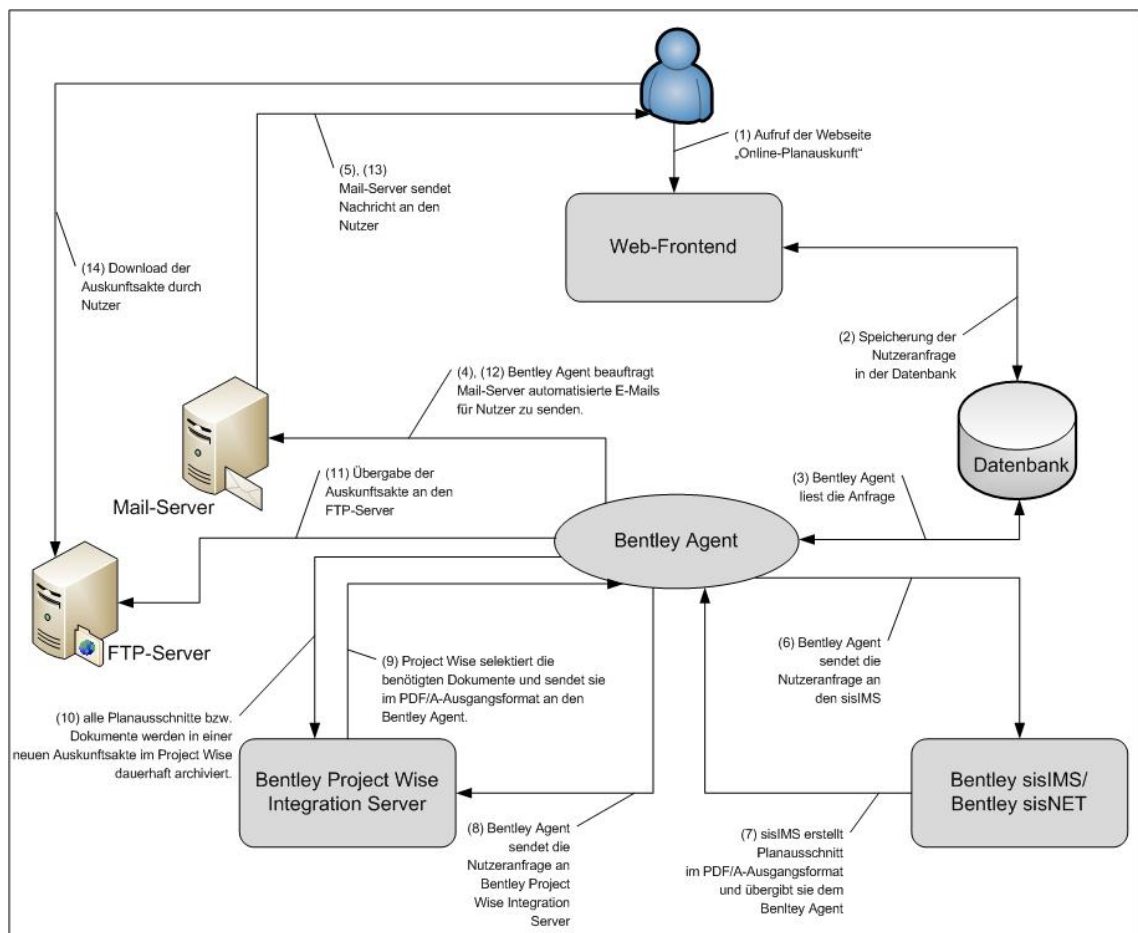 (1) Aufruf der Webseite
„Online-Planauskunft“
(5), (13)
Mail-Server sendet
Nachricht an den
Nutzer
Web-Frontend
(14) Download der
Auskunftsakte durch
Nutzer
(2) Speicherung der
Nutzeranfrage
in der Datenbank
(4), (12) Bentley Agent beauftragt
Mail-Server automatisierte E-Mails
für Nutzer zu senden.
Datenbank
Mail-Server
(11) Übergabe der
Auskunftsakte an den
FTP-Server
(3) Bentley Agent
liest die Anfrage
Bentley Agent
FTP-Server
(9) Project Wise selektiert die
benötigten Dokumente und sendet sie
im PDF/A-Ausgangsformat an den
Bentley Agent.
(6) Bentley Agent
sendet die
Nutzeranfrage an
den sisIMS
(10) alle Planausschnitte bzw.
Dokumente werden in einer
neuen Auskunftsakte im Project Wise
dauerhaft archiviert.
Bentley Project Wise
Integration Server
Bentley sisIMS/
Bentley sisNET
(8) Bentley Agent
sendet die
Nutzeranfrage an
Bentley Project
Wise Integration
Server
(7) sisIMS erstellt
Planausschnitt
im PDF/A-Ausgangsformat
und übergibt sie dem
Benltey Agent